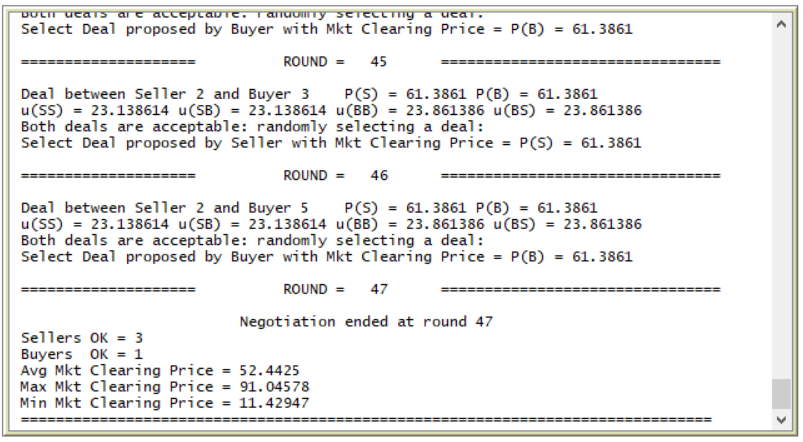 Both deals are acceptable: randomly selecting a deal:
Select Deal proposed by Buyer with Mkt Clearing Price = P(B) = 61.3861
==================== ROUND = 45 ================================
Deal between Seller 2 and Buyer 3 P(S) = 61.3861 P(B) = 61.3861
u(SS) = 23.138614 u(SB) = 23.138614 u(BB) = 23.861386 u(BS) = 23.861386
Both deals are acceptable: randomly selecting a deal:
Select Deal proposed by Seller with Mkt Clearing Price = P(S) = 61.3861
==================== ROUND = 46 ================================
Deal between Seller 2 and Buyer 5 P(S) = 61.3861 P(B) = 61.3861
u(SS) = 23.138614 u(SB) = 23.138614 u(BB) = 23.861386 u(BS) = 23.861386
Both deals are acceptable: randomly selecting a deal:
Select Deal proposed by Buyer with Mkt Clearing Price = P(B) = 61.3861
==================== ROUND = 47 ================================
Negotiation ended at round 47
Sellers OK = 3
Buyers OK = 1
Avg Mkt Clearing Price = 52.4425
Max Mkt Clearing Price = 91.04578
Min Mkt Clearing Price = 11.42947
===============================================================================